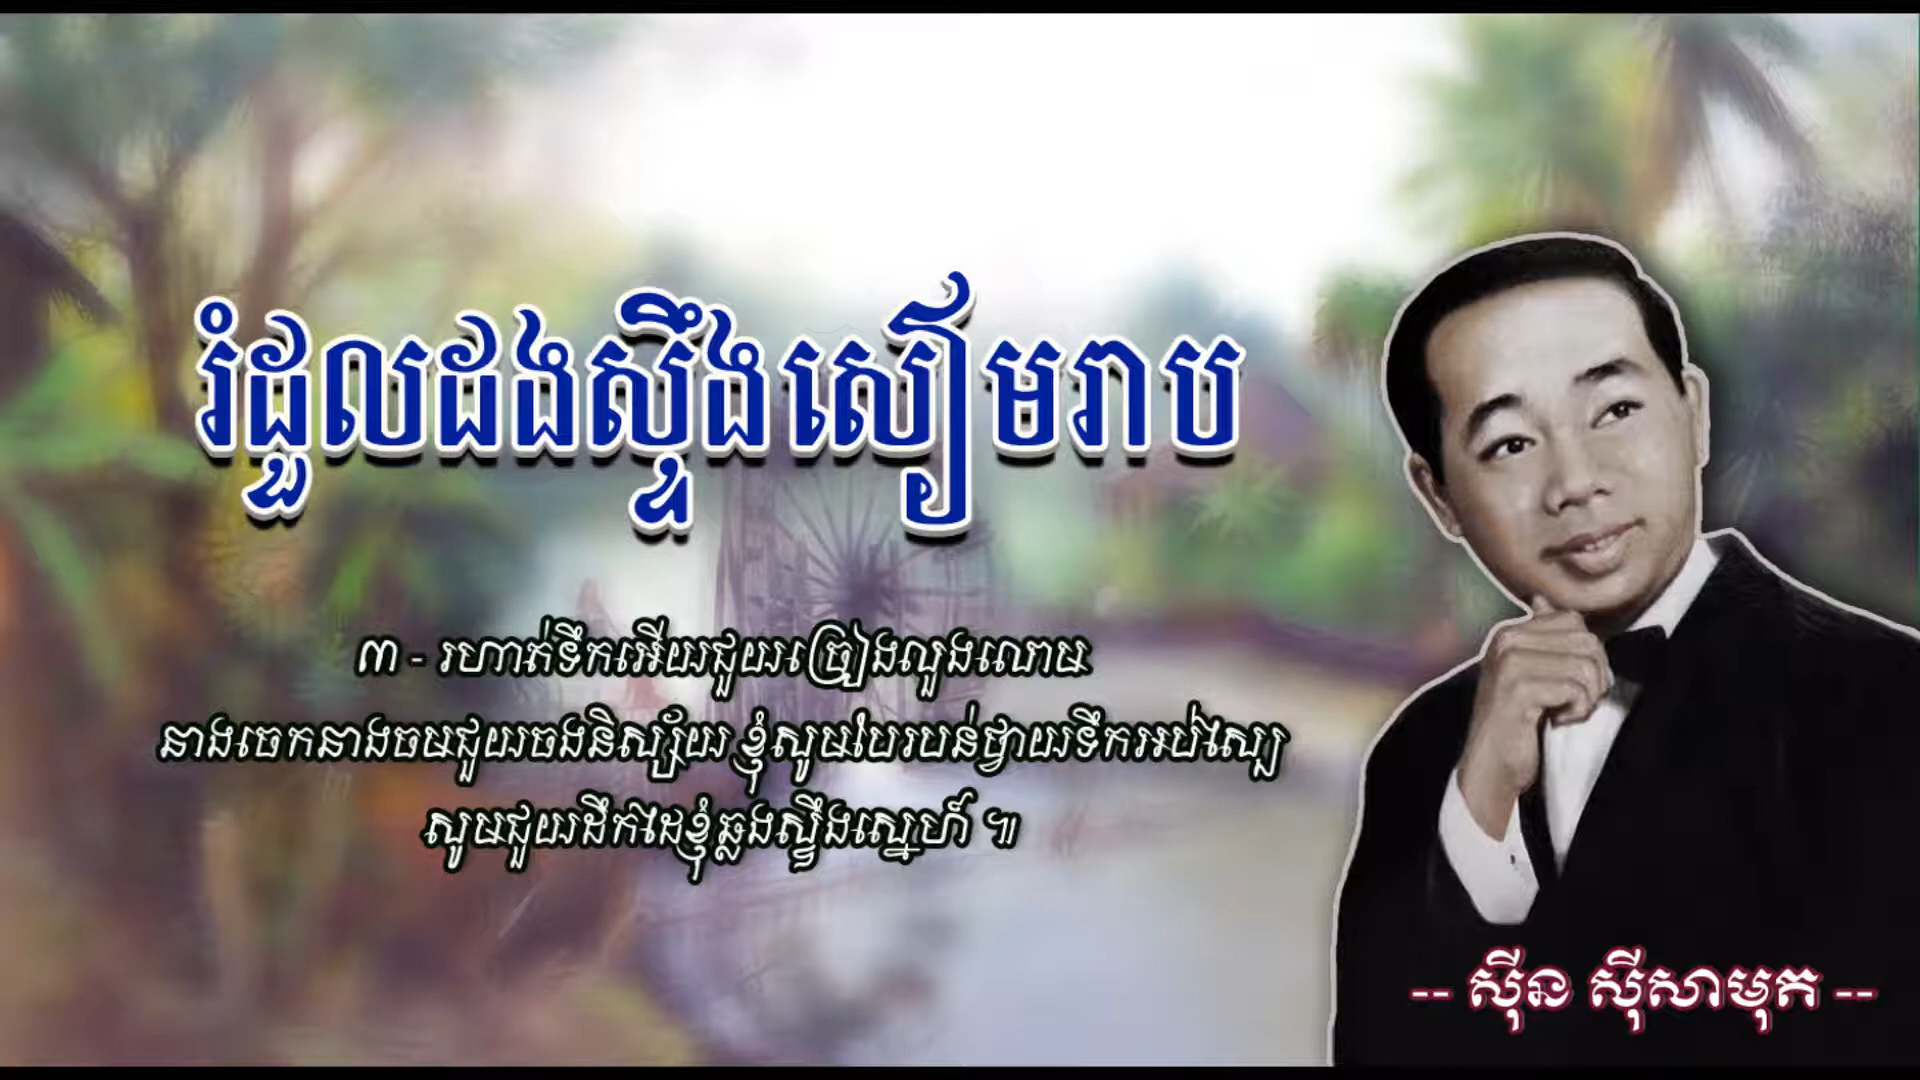 រំដួលដងស្ទឹងសៀមរាប
៣ - រហាត់ទឹកអើយជួយច្រៀងលួងលោម
នាងចេកនាងចមជួយចងនិស្ស័យ ខ្ញុំសូមបែរបន់ថ្វាយទឹកអប់ស្បៃ
សូមជួយដឹកដៃខ្ញុំឆ្លងស្ទឹងស្នេហ៍ ៕
-- ស៊ីន ស៊ីសាមុត --